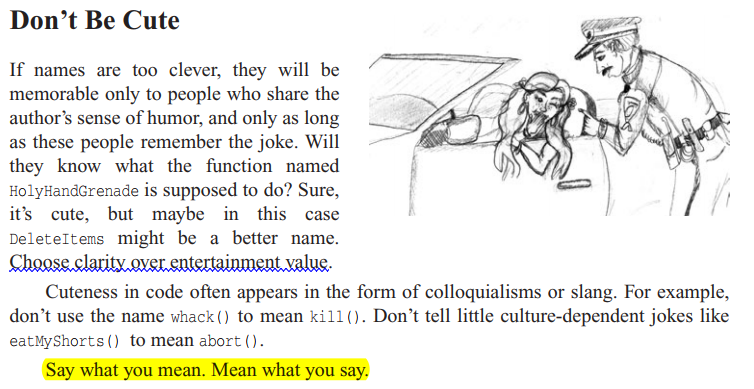 Don’t Be Cute
If names are too clever, they will be
memorable only to people who share the
author’s sense of humor, and only as long
as these people remember the joke. Will
they know what the function named
HolyHandGrenade is supposed to do? Sure,
it’s cute, but maybe in this case
DeleteItems might be a better name.
Choose clarity over entertainment value.
Cuteness in code often appears in the form of colloquialisms or slang. For example,
don’t use the name whack() to mean kill(). Don’t tell little culture-dependent jokes like
eatMyShorts() to mean abort().
Say what you mean. Mean what you say.